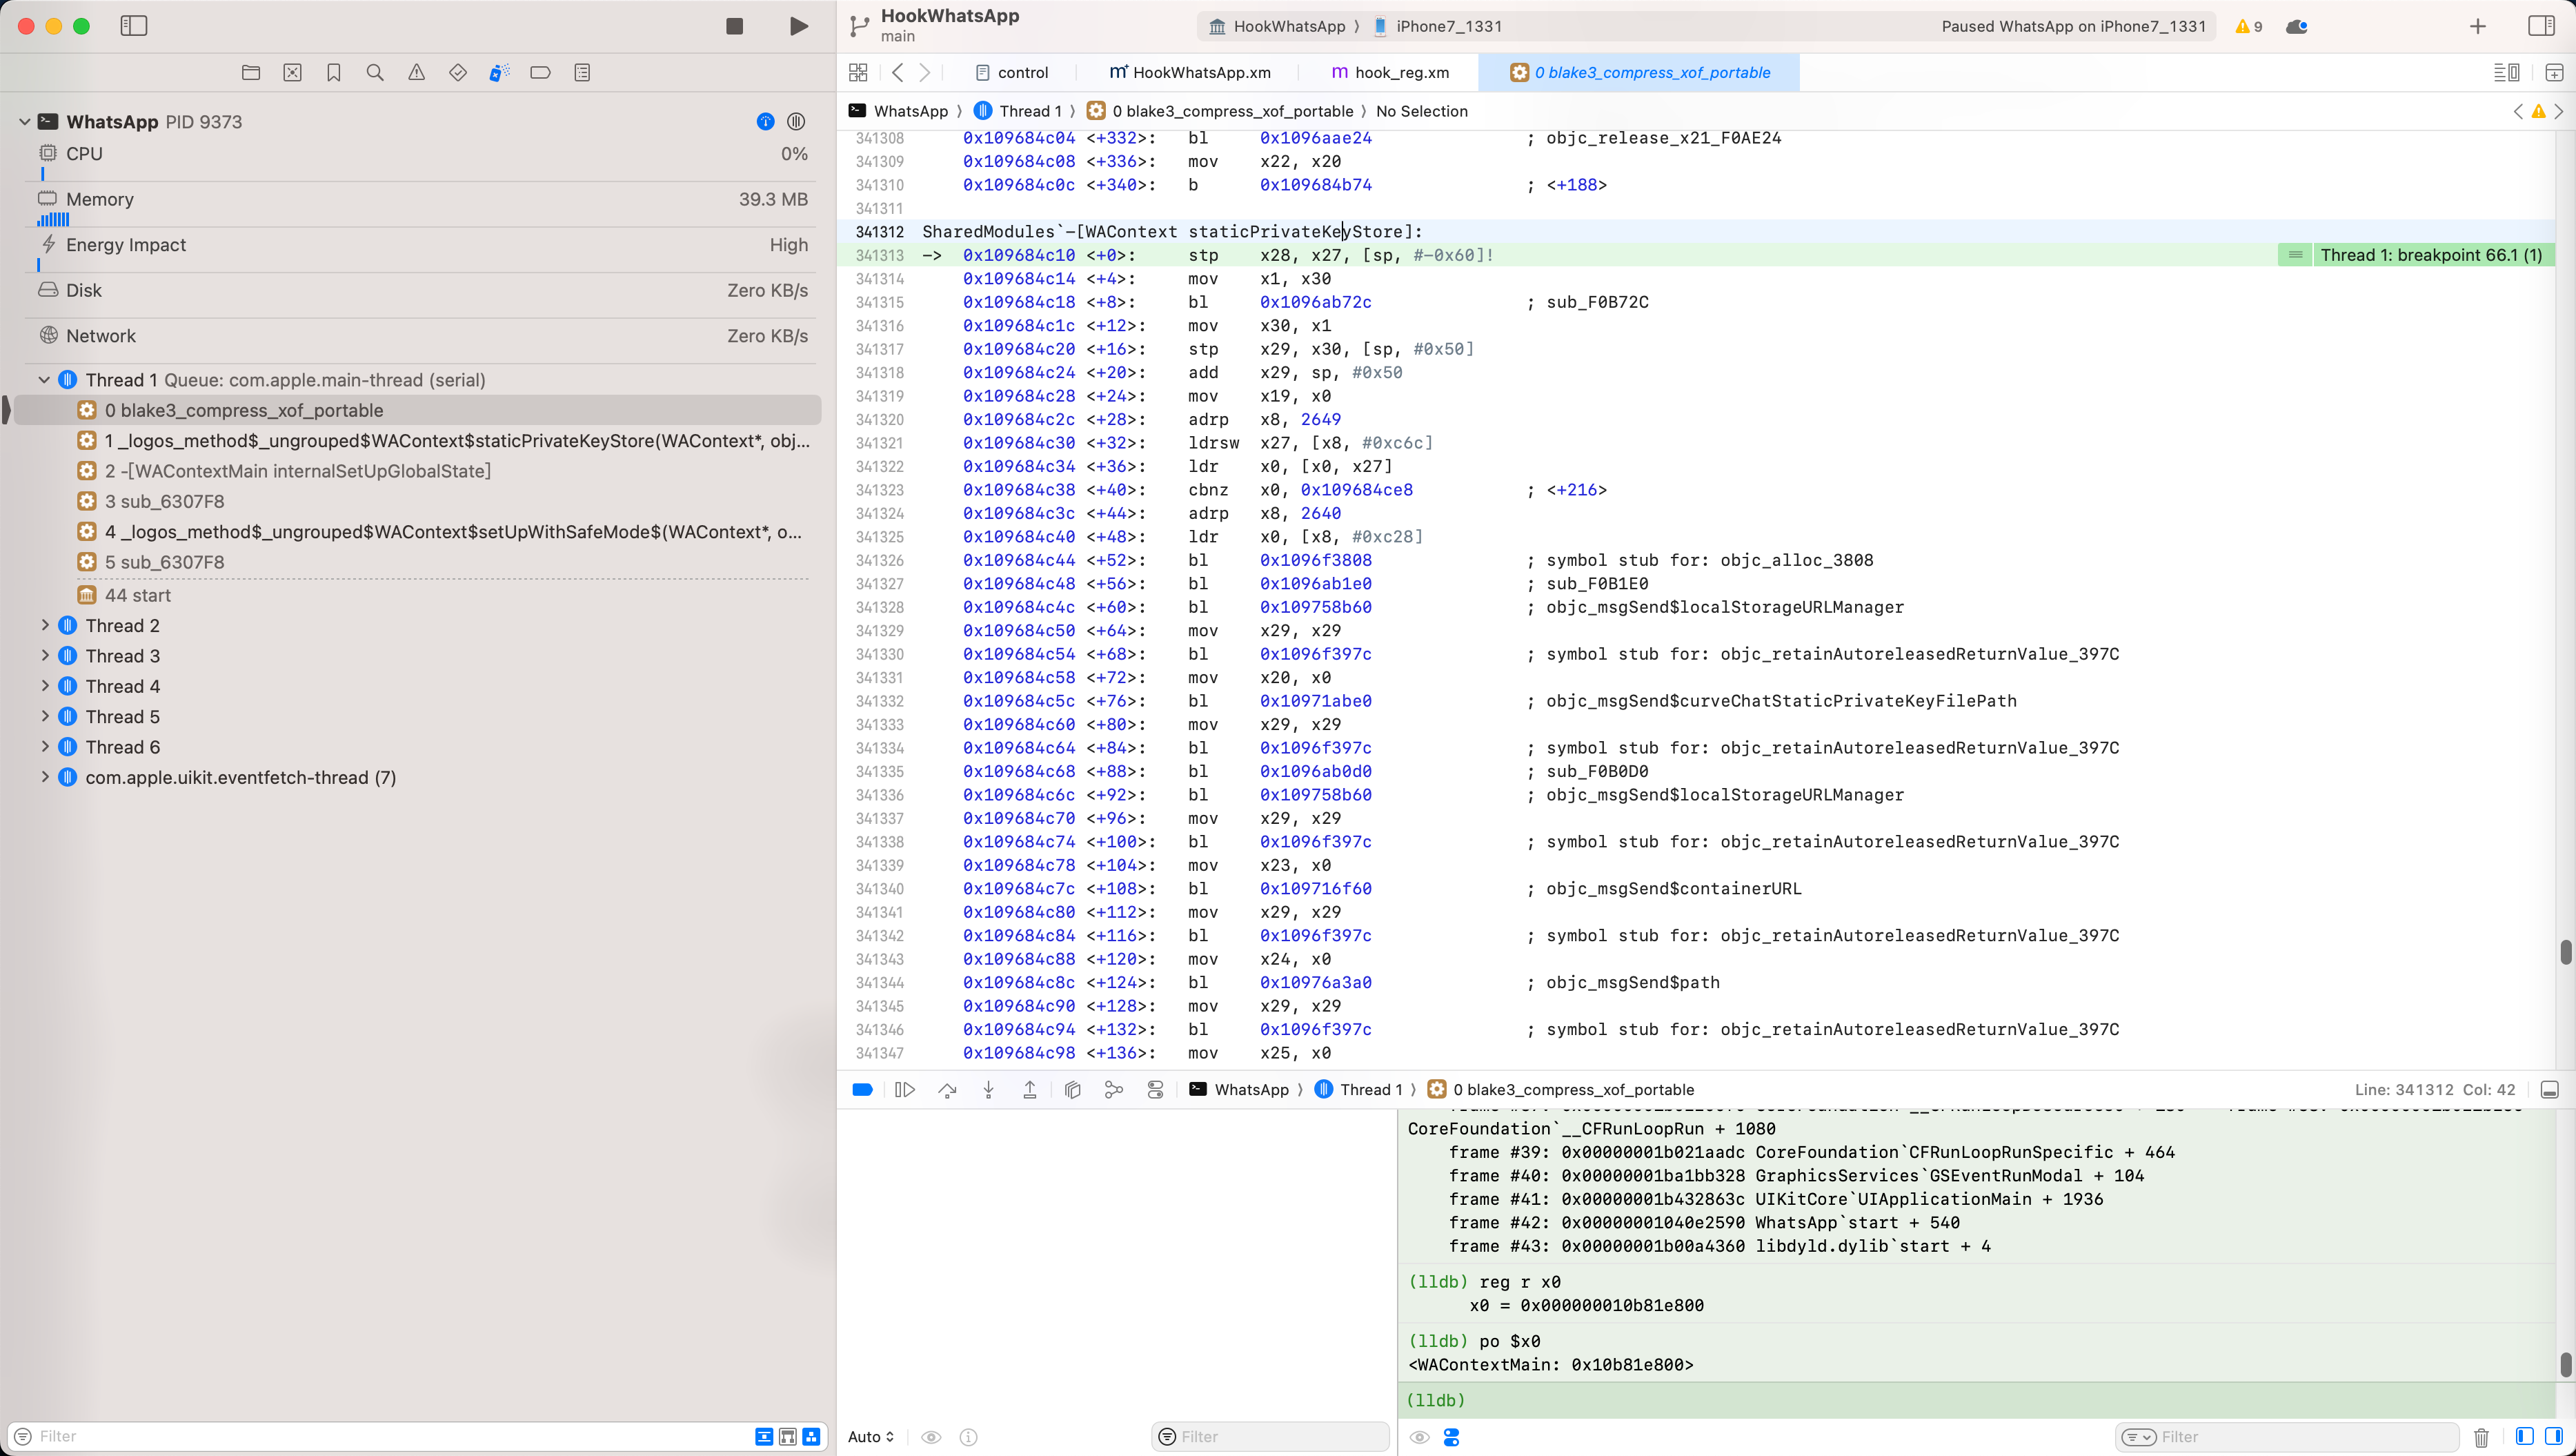 HookWhatsApp
main
HookWhatsApp 〉 iPhone7_1331
Paused WhatsApp on iPhone7_1331
9
control
HookWhatsApp.xm
hook_reg.xm
0 blake3_compress_xof_portable
WhatsApp 〉 Thread 1 〉 0 blake3_compress_xof_portable 〉 No Selection
WhatsApp PID 9373
CPU 0%
Memory 39.3 MB
Energy Impact High
Disk Zero KB/s
Network Zero KB/s
Thread 1 Queue: com.apple.main-thread (serial)
0 blake3_compress_xof_portable
1 _logos_method$_ungrouped$WAContext$staticPrivateKeyStore(WAContext*, obj...
2 -[WAContextMain internalSetUpGlobalState]
3 sub_6307F8
4 _logos_method$_ungrouped$WAContext$setUpWithSafeMode$(WAContext*, o...
5 sub_6307F8
44 start
Thread 2
Thread 3
Thread 4
Thread 5
Thread 6
com.apple.uikit.eventfetch-thread (7)
Filter
341308 0x109684c04 <+332>: bl 0x1096aae24 ; objc_release_x21_F0AE24
341309 0x109684c08 <+336>: mov x22, x20
341310 0x109684c0c <+340>: b 0x109684b74 ; <+188>
341311
341312 SharedModules`-[WAContext staticPrivateKeyStore]:
341313 -> 0x109684c10 <+0>: stp x28, x27, [sp, #-0x60]! Thread 1: breakpoint 66.1 (1)
341314 0x109684c14 <+4>: mov x1, x30
341315 0x109684c18 <+8>: bl 0x1096ab72c ; sub_F0B72C
341316 0x109684c1c <+12>: mov x30, x1
341317 0x109684c20 <+16>: stp x29, x30, [sp, #0x50]
341318 0x109684c24 <+20>: add x29, sp, #0x50
341319 0x109684c28 <+24>: mov x19, x0
341320 0x109684c2c <+28>: adrp x8, 2649
341321 0x109684c30 <+32>: ldrsw x27, [x8, #0xc6c]
341322 0x109684c34 <+36>: ldr x0, [x0, x27]
341323 0x109684c38 <+40>: cbnz x0, 0x109684ce8 ; <+216>
341324 0x109684c3c <+44>: adrp x8, 2640
341325 0x109684c40 <+48>: ldr x0, [x8, #0xc28]
341326 0x109684c44 <+52>: bl 0x1096f3808 ; symbol stub for: objc_alloc_3808
341327 0x109684c48 <+56>: bl 0x1096ab1e0 ; sub_F0B1E0
341328 0x109684c4c <+60>: bl 0x109758b60 ; objc_msgSend$localStorageURLManager
341329 0x109684c50 <+64>: mov x29, x29
341330 0x109684c54 <+68>: bl 0x1096f397c ; symbol stub for: objc_retainAutoreleasedReturnValue_397C
341331 0x109684c58 <+72>: mov x20, x0
341332 0x109684c5c <+76>: bl 0x10971abe0 ; objc_msgSend$curveChatStaticPrivateKeyFilePath
341333 0x109684c60 <+80>: mov x29, x29
341334 0x109684c64 <+84>: bl 0x1096f397c ; symbol stub for: objc_retainAutoreleasedReturnValue_397C
341335 0x109684c68 <+88>: bl 0x1096ab0d0 ; sub_F0B0D0
341336 0x109684c6c <+92>: bl 0x109758b60 ; objc_msgSend$localStorageURLManager
341337 0x109684c70 <+96>: mov x29, x29
341338 0x109684c74 <+100>: bl 0x1096f397c ; symbol stub for: objc_retainAutoreleasedReturnValue_397C
341339 0x109684c78 <+104>: mov x23, x0
341340 0x109684c7c <+108>: bl 0x109716f60 ; objc_msgSend$containerURL
341341 0x109684c80 <+112>: mov x29, x29
341342 0x109684c84 <+116>: bl 0x1096f397c ; symbol stub for: objc_retainAutoreleasedReturnValue_397C
341343 0x109684c88 <+120>: mov x24, x0
341344 0x109684c8c <+124>: bl 0x10976a3a0 ; objc_msgSend$path
341345 0x109684c90 <+128>: mov x29, x29
341346 0x109684c94 <+132>: bl 0x1096f397c ; symbol stub for: objc_retainAutoreleasedReturnValue_397C
341347 0x109684c98 <+136>: mov x25, x0
WhatsApp 〉 Thread 1 〉 0 blake3_compress_xof_portable
Line: 341312 Col: 42
CoreFoundation`__CFRunLoopRun + 1080
frame #39: 0x00000001b021aadc CoreFoundation`CFRunLoopRunSpecific + 464
frame #40: 0x00000001ba1bb328 GraphicsServices`GSEventRunModal + 104
frame #41: 0x00000001b432863c UIKitCore`UIApplicationMain + 1936
frame #42: 0x00000001040e2590 WhatsApp`start + 540
frame #43: 0x00000001b00a4360 libdyld.dylib`start + 4
(lldb) reg r x0
x0 = 0x000000010b81e800
(lldb) po $x0
<WAContextMain: 0x10b81e800>
(lldb)
Auto
Filter
Filter